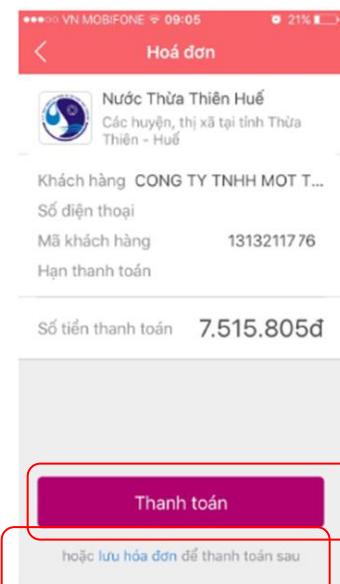 VN MOBIFONE 09:05 21%
Hoá đơn
Nước Thừa Thiên Huế
Các huyện, thị xã tại tỉnh Thừa
Thiên - Huế
Khách hàng CONG TY TNHH MOT T...
Số điện thoại
Mã khách hàng 1313211776
Hạn thanh toán
Số tiền thanh toán 7.515.805đ
Thanh toán
hoặc lưu hóa đơn để thanh toán sau